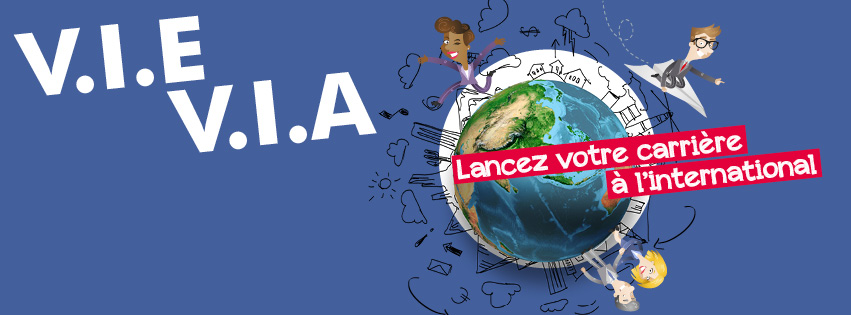 V.I.E
V.I.A
Lancez votre carrière
à l'international